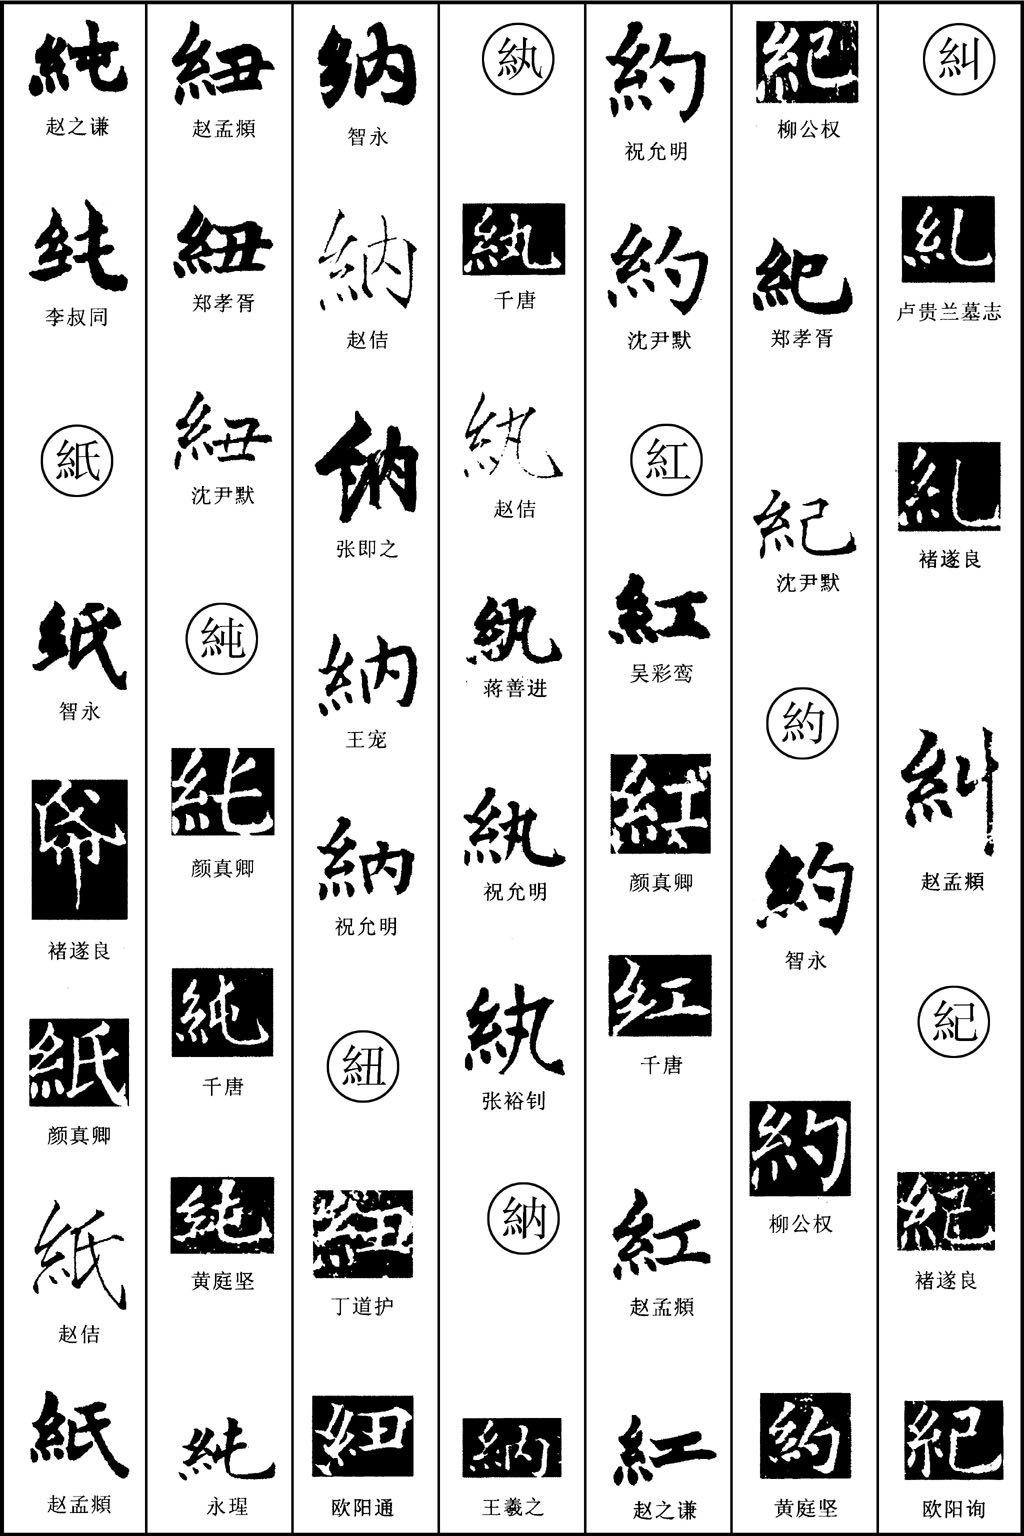 糾
糺
卢贵兰墓志
糺
褚遂良
糾
赵孟頫
紀
紀
褚遂良
紀
欧阳询
紀
柳公权
紀
郑孝胥
紀
沈尹默
約
約
智永
約
柳公权
約
黄庭坚
約
祝允明
約
沈尹默
紅
紅
吴彩鸾
紅
颜真卿
紅
千唐
紅
赵孟頫
紅
赵之谦
紈
紈
千唐
紈
赵佶
紈
蒋善进
紈
祝允明
紈
张裕钊
納
納
王羲之
納
智永
納
赵佶
納
张即之
納
王宠
納
祝允明
紐
紐
丁道护
紐
欧阳通
紐
赵孟頫
紐
郑孝胥
紐
沈尹默
純
純
颜真卿
純
千唐
純
黄庭坚
純
永瑆
純
赵之谦
純
李叔同
紙
紙
智永
帋
褚遂良
紙
颜真卿
紙
赵佶
紙
赵孟頫